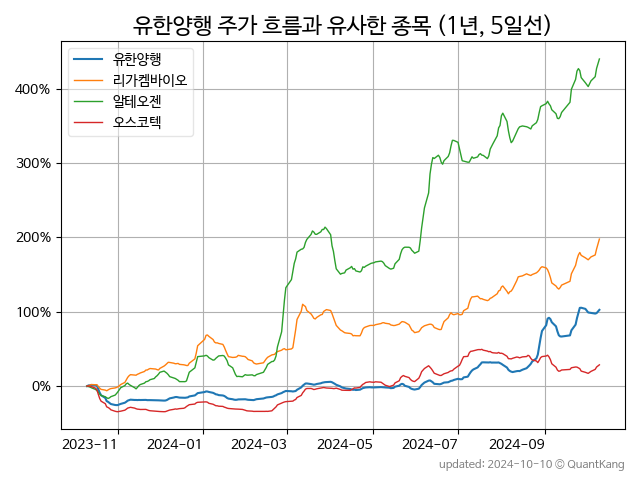 유한양행 주가 흐름과 유사한 종목 (1년, 5일선)
유한양행
리가켐바이오
알테오젠
오스코텍
400%
300%
200%
100%
0%
2023-11
2024-01
2024-03
2024-05
2024-07
2024-09
updated: 2024-10-10 © QuantKang